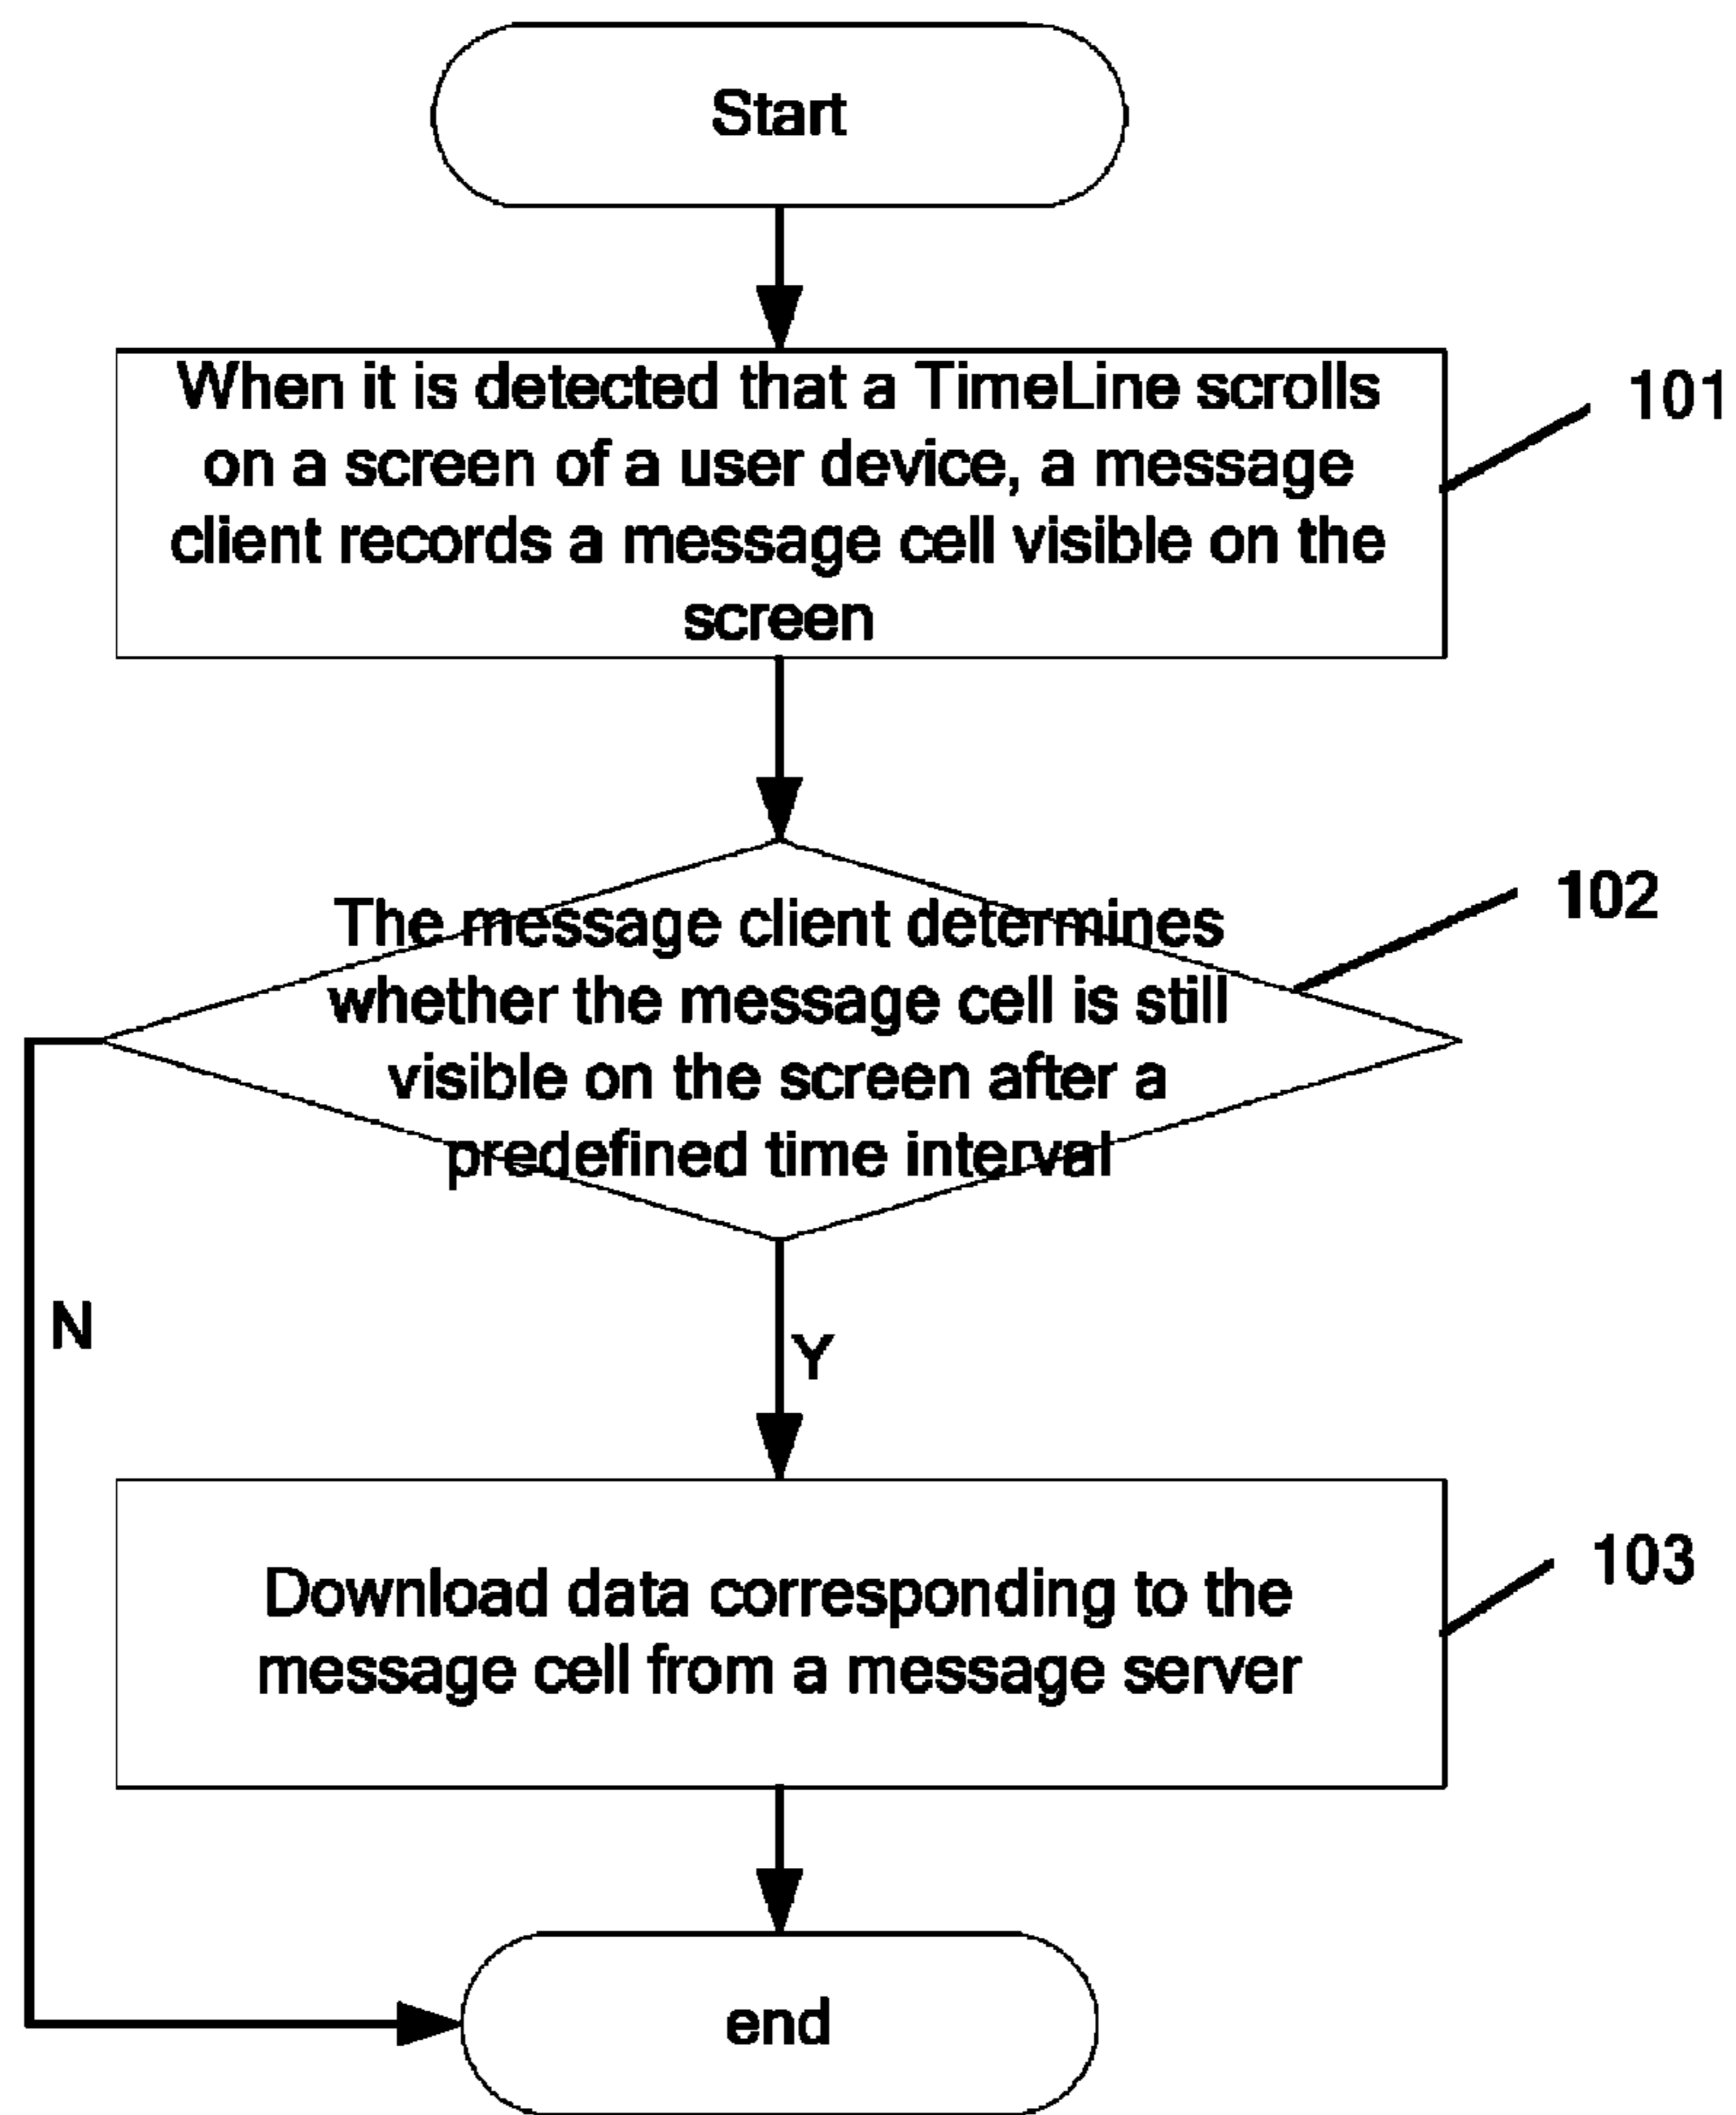 Start
When it is detected that a TimeLine scrolls
on a screen of a user device, a message
client records a message cell visible on the
screen
101
The message client determines
whether the message cell is still
visible on the screen after a
predefined time interval
102
N
Y
Download data corresponding to the
message cell from a message server
103
end